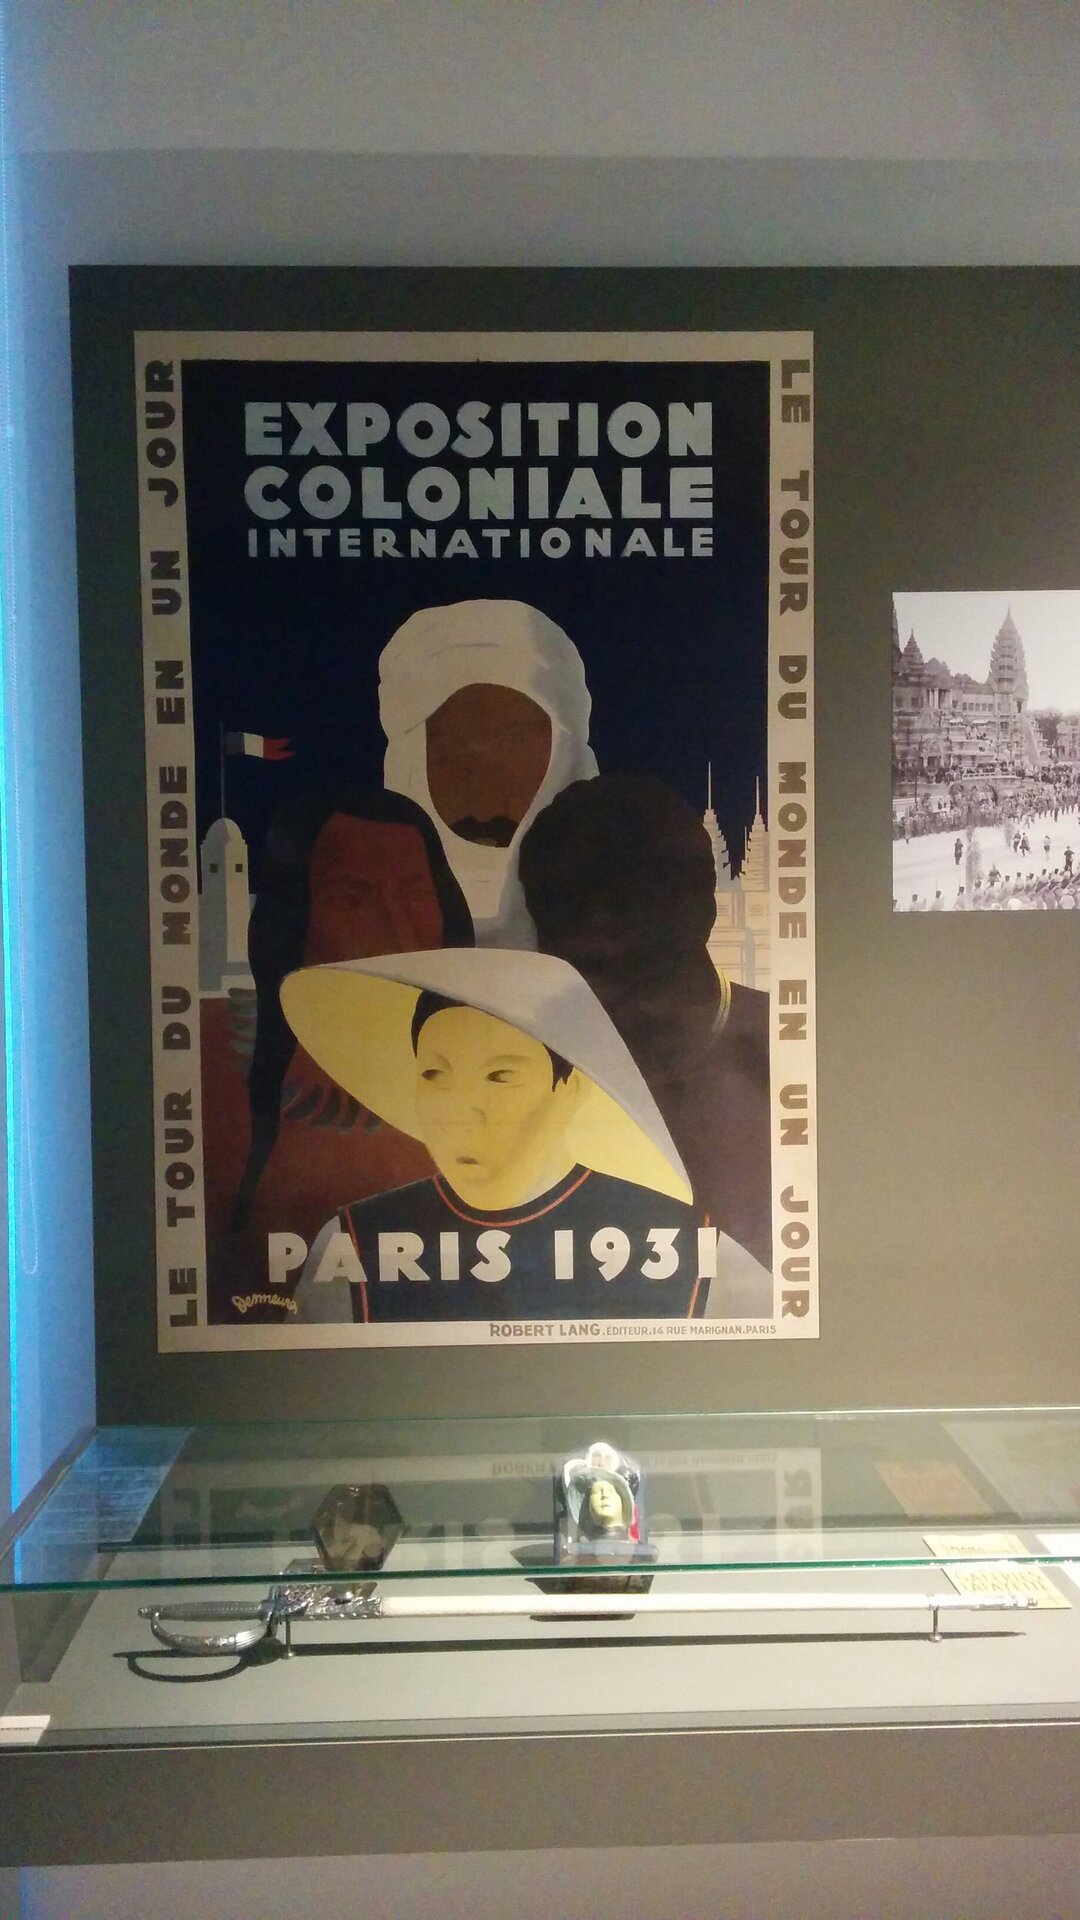 EXPOSITION
COLONIALE
INTERNATIONALE
LE TOUR DU MONDE EN UN JOUR
LE TOUR DU MONDE EN UN JOUR
PARIS 1931
Demeure
ROBERT LANG.EDITEUR.14 RUE MARIGNAN.PARIS
GALERIES
LAFAYETTE